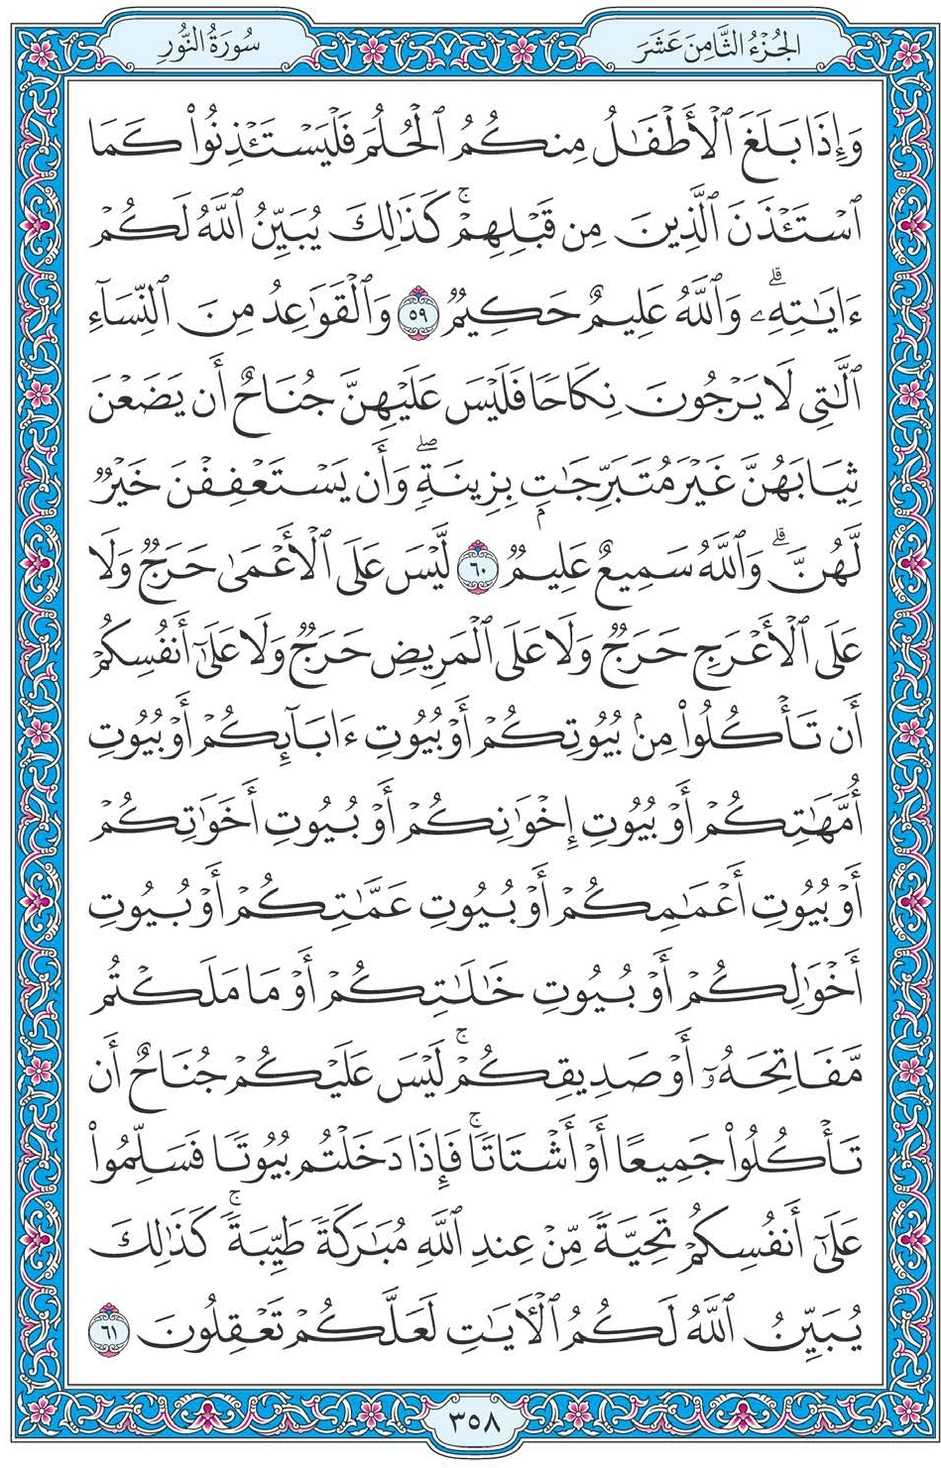 الجُزْءُ الثَّامِنَ عَشَرَ
سُورَةُ النُّورِ
وَإِذَا بَلَغَ ٱلْأَطْفَـٰلُ مِنكُمُ ٱلْحُلُمَ فَلْيَسْتَـْٔذِنُوا۟ كَمَا
ٱسْتَـْٔذَنَ ٱلَّذِينَ مِن قَبْلِهِمْ ۚ كَذَٰلِكَ يُبَيِّنُ ٱللَّهُ لَكُمْ
ءَايَـٰتِهِۦ ۗ وَٱللَّهُ عَلِيمٌ حَكِيمٌ ٥٩ وَٱلْقَوَٰعِدُ مِنَ ٱلنِّسَآءِ
ٱلَّـٰتِى لَا يَرْجُونَ نِكَاحًا فَلَيْسَ عَلَيْهِنَّ جُنَاحٌ أَن يَضَعْنَ
ثِيَابَهُنَّ غَيْرَ مُتَبَرِّجَـٰتٍۭ بِزِينَةٍ ۖ وَأَن يَسْتَعْفِفْنَ خَيْرٌ
لَّهُنَّ ۗ وَٱللَّهُ سَمِيعٌ عَلِيمٌ ٦٠ لَّيْسَ عَلَى ٱلْأَعْمَىٰ حَرَجٌ وَلَا
عَلَى ٱلْأَعْرَجِ حَرَجٌ وَلَا عَلَى ٱلْمَرِيضِ حَرَجٌ وَلَا عَلَىٰٓ أَنفُسِكُمْ
أَن تَأْكُلُوا۟ مِنۢ بُيُوتِكُمْ أَوْ بُيُوتِ ءَابَآئِكُمْ أَوْ بُيُوتِ
أُمَّهَـٰتِكُمْ أَوْ بُيُوتِ إِخْوَٰنِكُمْ أَوْ بُيُوتِ أَخَوَٰتِكُمْ
أَوْ بُيُوتِ أَعْمَـٰمِكُمْ أَوْ بُيُوتِ عَمَّـٰتِكُمْ أَوْ بُيُوتِ
أَخْوَٰلِكُمْ أَوْ بُيُوتِ خَـٰلَـٰتِكُمْ أَوْ مَا مَلَكْتُم
مَّفَاتِحَهُۥٓ أَوْ صَدِيقِكُمْ ۚ لَيْسَ عَلَيْكُمْ جُنَاحٌ أَن
تَأْكُلُوا۟ جَمِيعًا أَوْ أَشْتَاتًا ۚ فَإِذَا دَخَلْتُم بُيُوتًا فَسَلِّمُوا۟
عَلَىٰٓ أَنفُسِكُمْ تَحِيَّةً مِّنْ عِندِ ٱللَّهِ مُبَـٰرَكَةً طَيِّبَةً ۚ كَذَٰلِكَ
يُبَيِّنُ ٱللَّهُ لَكُمُ ٱلْـَٔايَـٰتِ لَعَلَّكُمْ تَعْقِلُونَ ٦١
٣٥٨